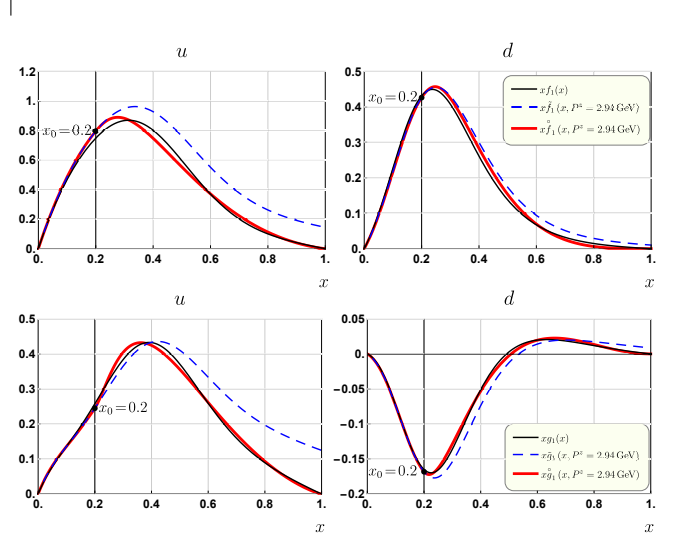 u
d
1.2
1.
0.8
0.6
0.4
0.2
0.
x₀=0.2
0. 0.2 0.4 0.6 0.8 1.
x
0.5
0.4
0.3
0.2
0.1
0.
x₀=0.2
xf₁(x)
xf̃₁(x, Pᶻ = 2.94 GeV)
xf̊₁(x, Pᶻ = 2.94 GeV)
0. 0.2 0.4 0.6 0.8 1.
x
u
d
0.5
0.4
0.3
0.2
0.1
0.
x₀=0.2
0. 0.2 0.4 0.6 0.8 1.
x
0.05
0.
−0.05
−0.10
−0.15
−0.2
x₀=0.2
xg₁(x)
xg̃₁(x, Pᶻ = 2.94 GeV)
xg̊₁(x, Pᶻ = 2.94 GeV)
0. 0.2 0.4 0.6 0.8 1.
x